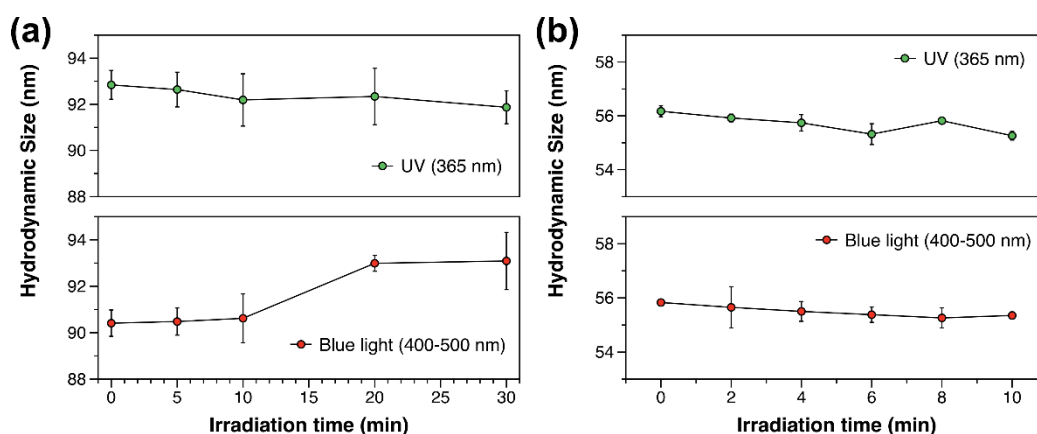 (a)
Hydrodynamic Size (nm)
94
92
90
88
UV (365 nm)
94
92
90
88
Blue light (400-500 nm)
0 5 10 15 20 25 30
Irradiation time (min)
(b)
Hydrodynamic Size (nm)
58
56
54
UV (365 nm)
58
56
54
Blue light (400-500 nm)
0 2 4 6 8 10
Irradiation time (min)